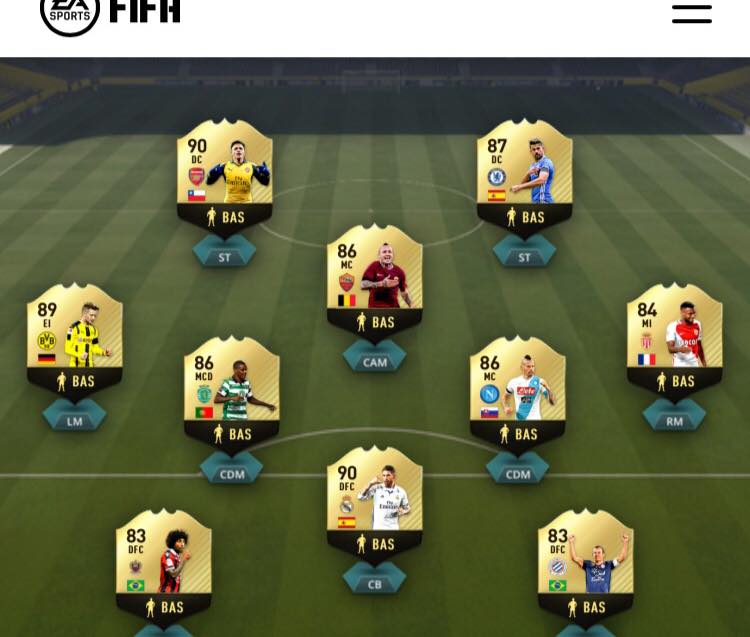 EA
SPORTS
FIFA
90
DC
BAS
ST
87
DC
BAS
ST
86
MC
BAS
CAM
89
EI
BVB
09
BAS
LM
84
MI
BAS
RM
86
MCD
BAS
CDM
86
MC
BAS
CDM
90
DFC
BAS
CB
83
DFC
BAS
83
DFC
BAS